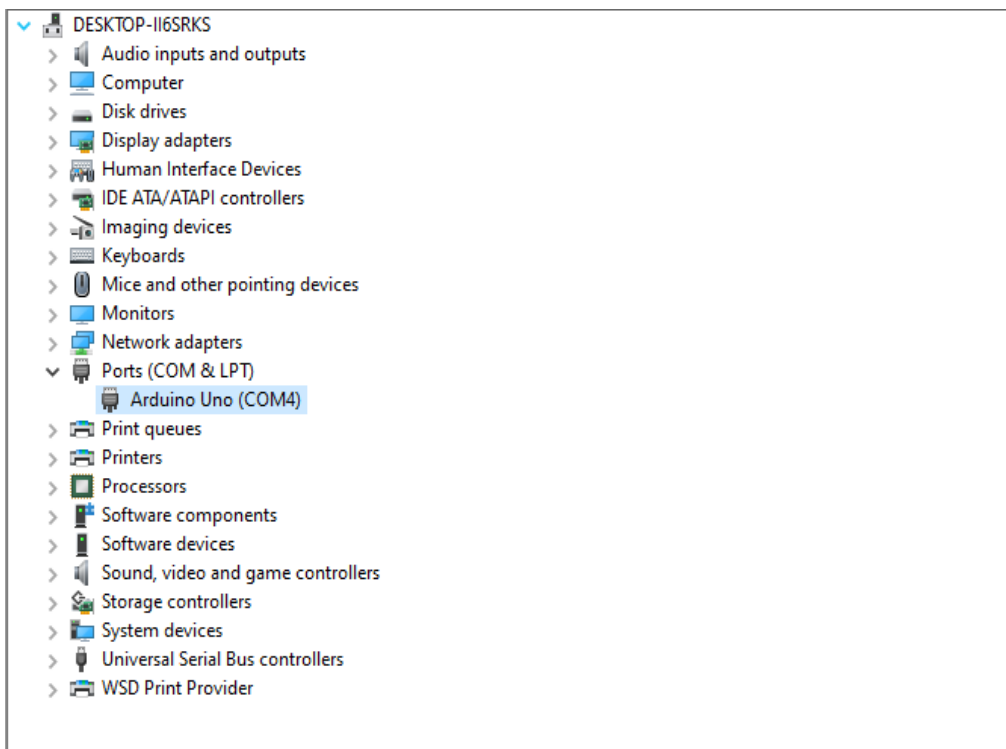 DESKTOP-II6SRKS
Audio inputs and outputs
Computer
Disk drives
Display adapters
Human Interface Devices
IDE ATA/ATAPI controllers
Imaging devices
Keyboards
Mice and other pointing devices
Monitors
Network adapters
Ports (COM & LPT)
Arduino Uno (COM4)
Print queues
Printers
Processors
Software components
Software devices
Sound, video and game controllers
Storage controllers
System devices
Universal Serial Bus controllers
WSD Print Provider